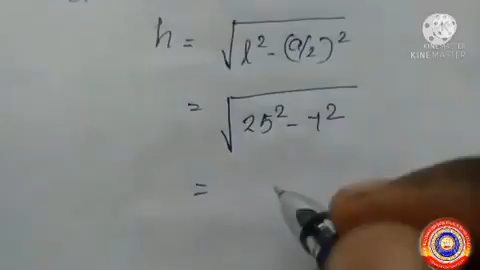 h = √(l² - (a/2)²)
= √(25² - 7²)
=
KINEMASTER